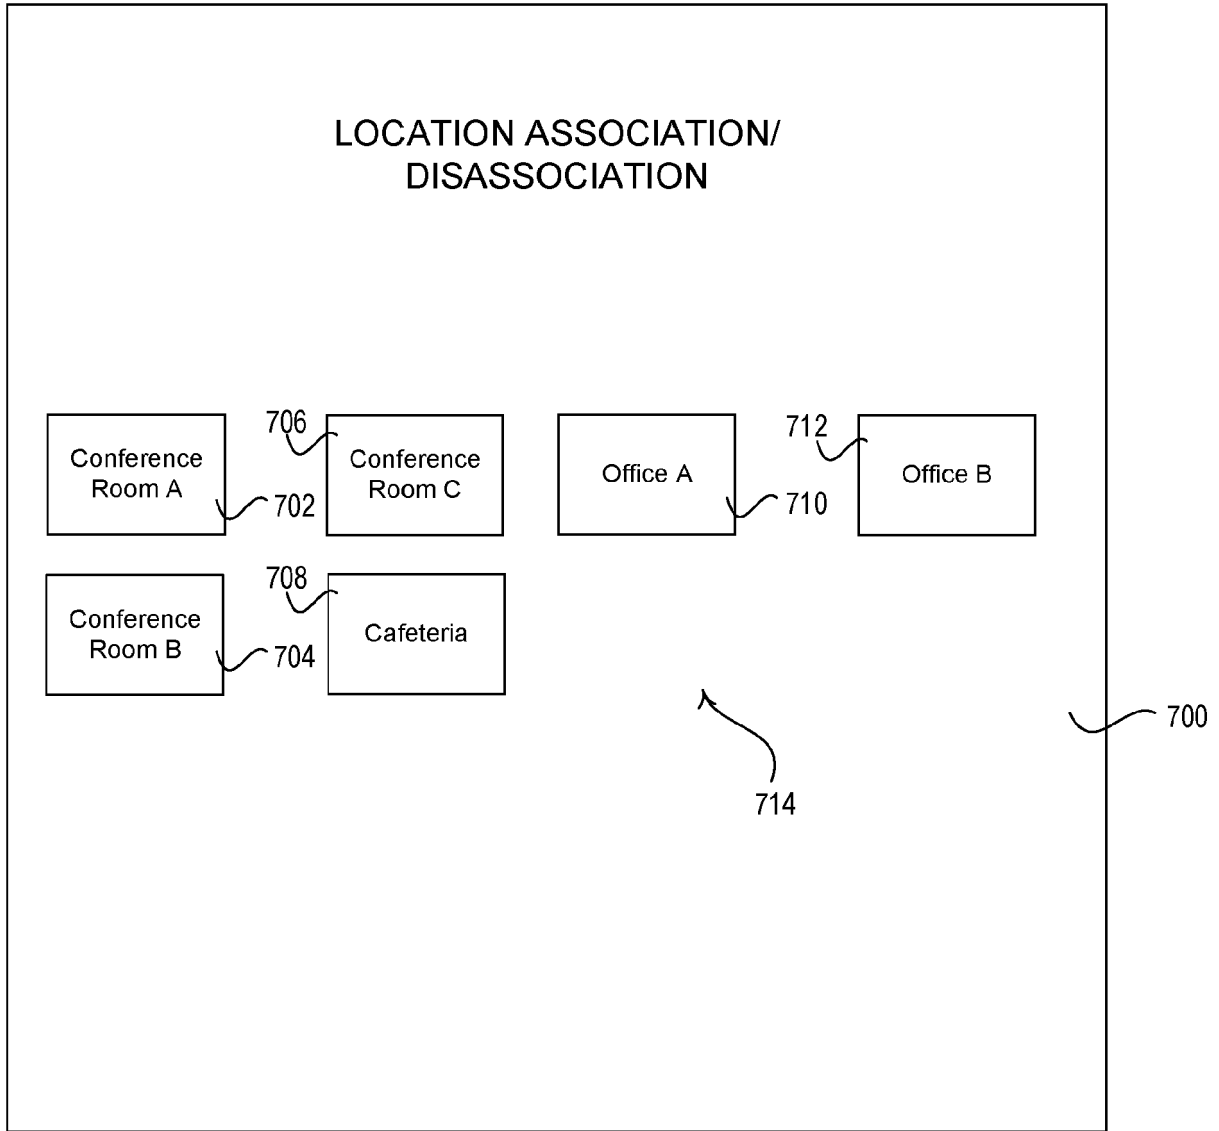 LOCATION ASSOCIATION/
DISASSOCIATION
Conference
Room A
702
706
Conference
Room C
Office A
710
712
Office B
Conference
Room B
704
708
Cafeteria
714
700